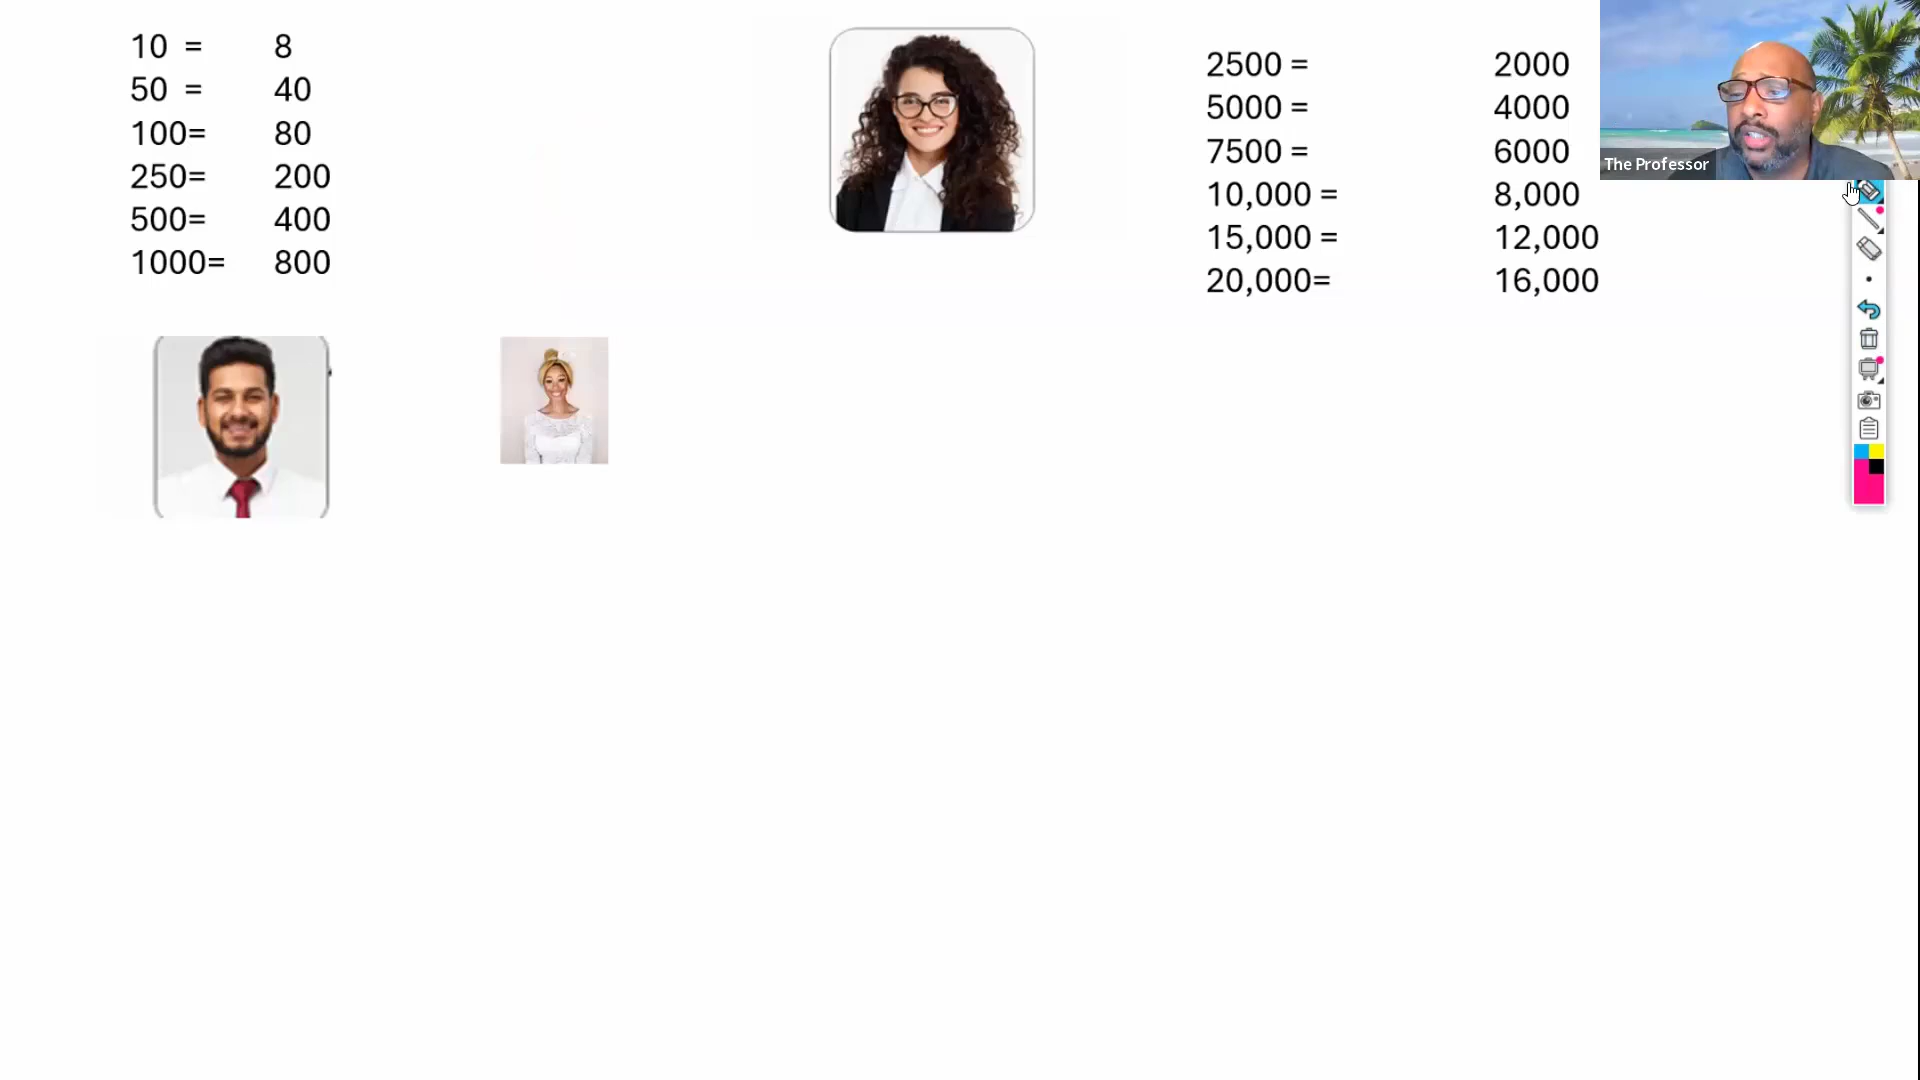 10 = 8
50 = 40
100= 80
250= 200
500= 400
1000= 800
2500 = 2000
5000 = 4000
7500 = 6000
10,000 = 8,000
15,000 = 12,000
20,000= 16,000
The Professor